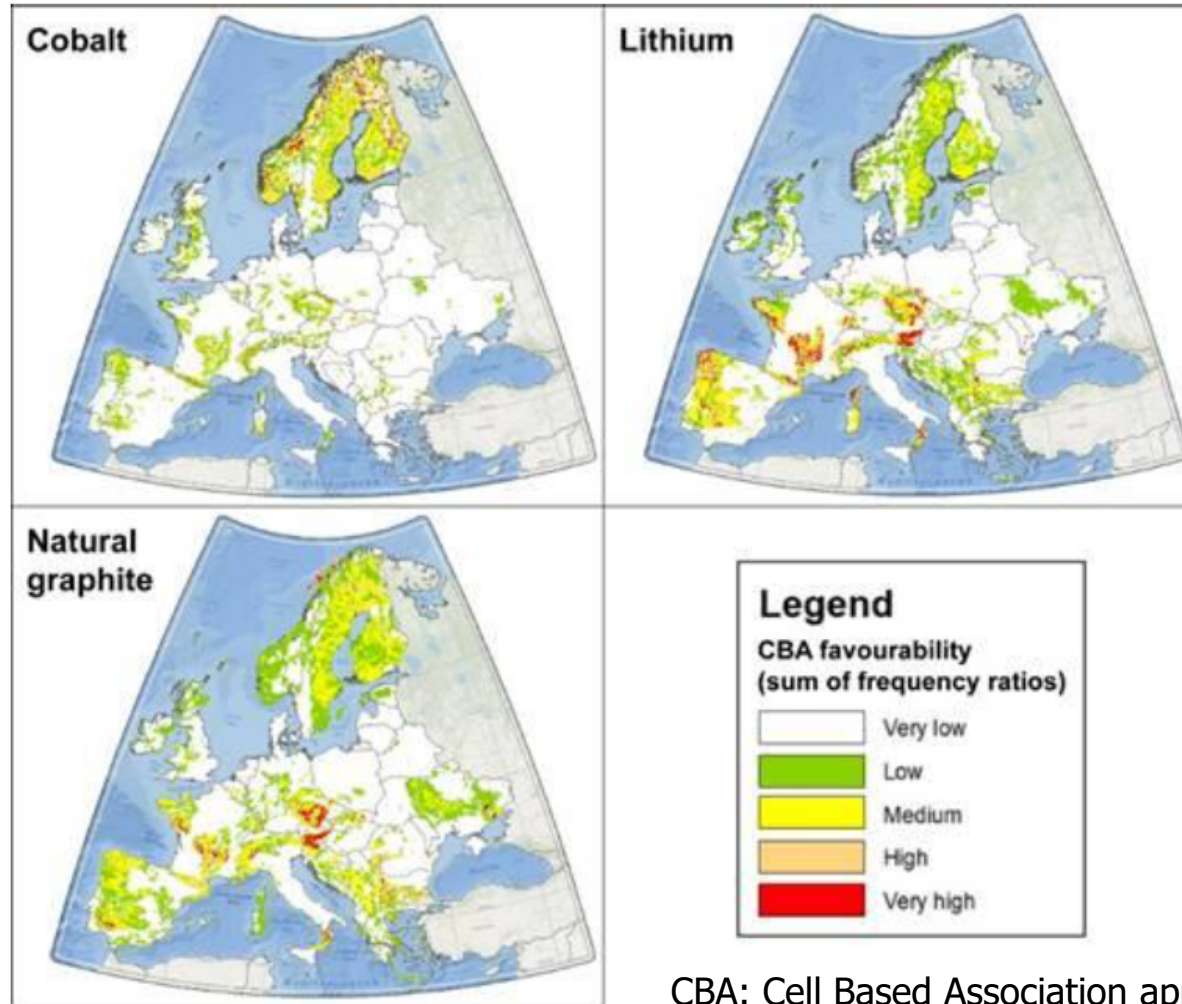 Cobalt
Lithium
Natural
graphite
Legend
CBA favourability
(sum of frequency ratios)
Very low
Low
Medium
High
Very high
CBA: Cell Based Association